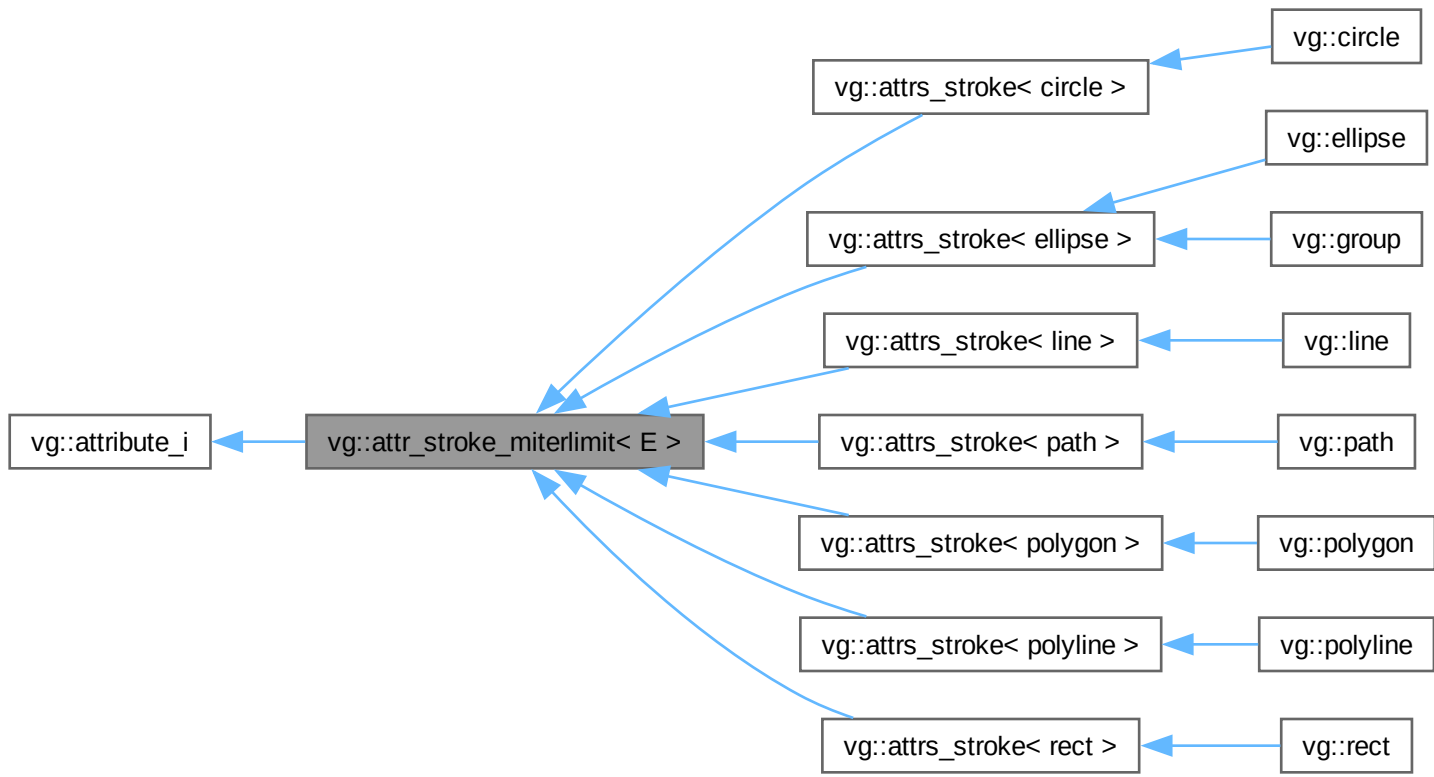 vg::attribute_i
vg::attr_stroke_miterlimit< E >
vg::attrs_stroke< circle >
vg::circle
vg::attrs_stroke< ellipse >
vg::ellipse
vg::group
vg::attrs_stroke< line >
vg::line
vg::attrs_stroke< path >
vg::path
vg::attrs_stroke< polygon >
vg::polygon
vg::attrs_stroke< polyline >
vg::polyline
vg::attrs_stroke< rect >
vg::rect